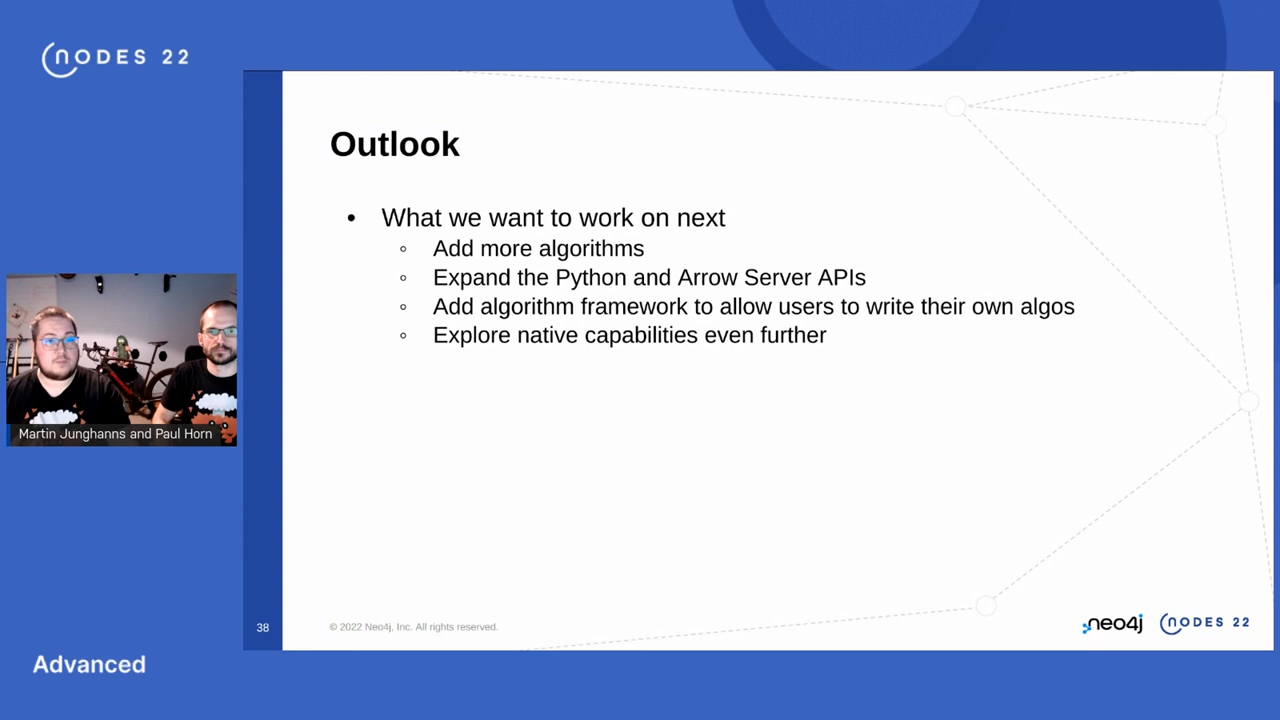 NODES 22
Outlook
• What we want to work on next
◦ Add more algorithms
◦ Expand the Python and Arrow Server APIs
◦ Add algorithm framework to allow users to write their own algos
◦ Explore native capabilities even further
Martin Junghanns and Paul Horn
38
© 2022 Neo4j, Inc. All rights reserved.
neo4j
NODES 22
Advanced